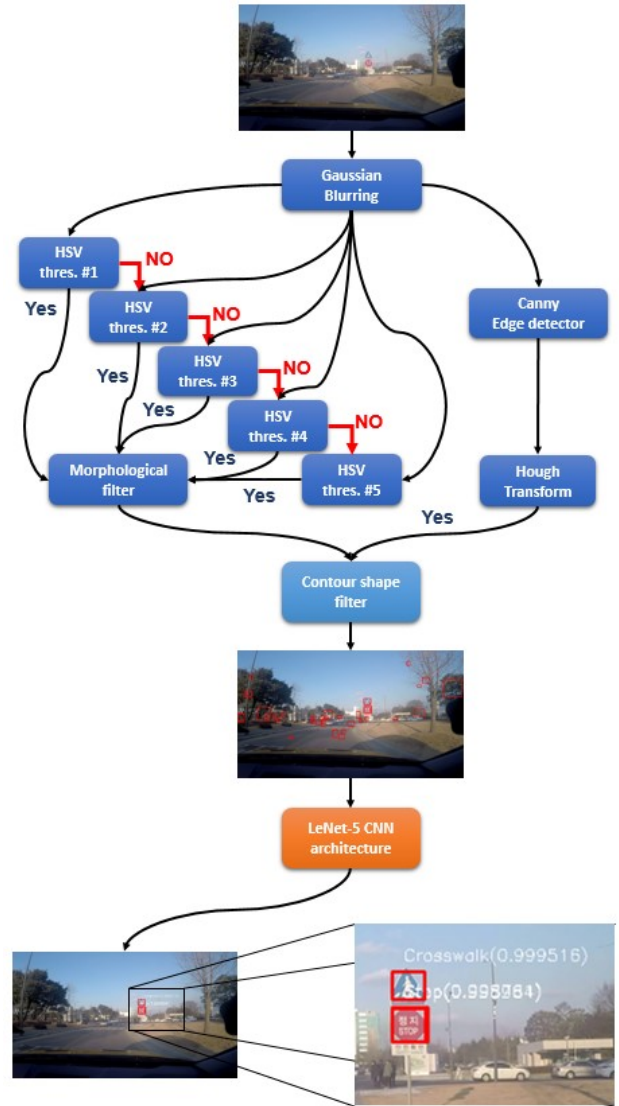 Gaussian
Blurring
HSV
thres. #1
NO
Yes
HSV
thres. #2
NO
Yes
HSV
thres. #3
NO
Yes
HSV
thres. #4
NO
Yes
Morphological
filter
HSV
thres. #5
Yes
Canny
Edge detector
Hough
Transform
Yes
Contour shape
filter
LeNet-5 CNN
architecture
Crosswalk(0.999516)
정지
STOP